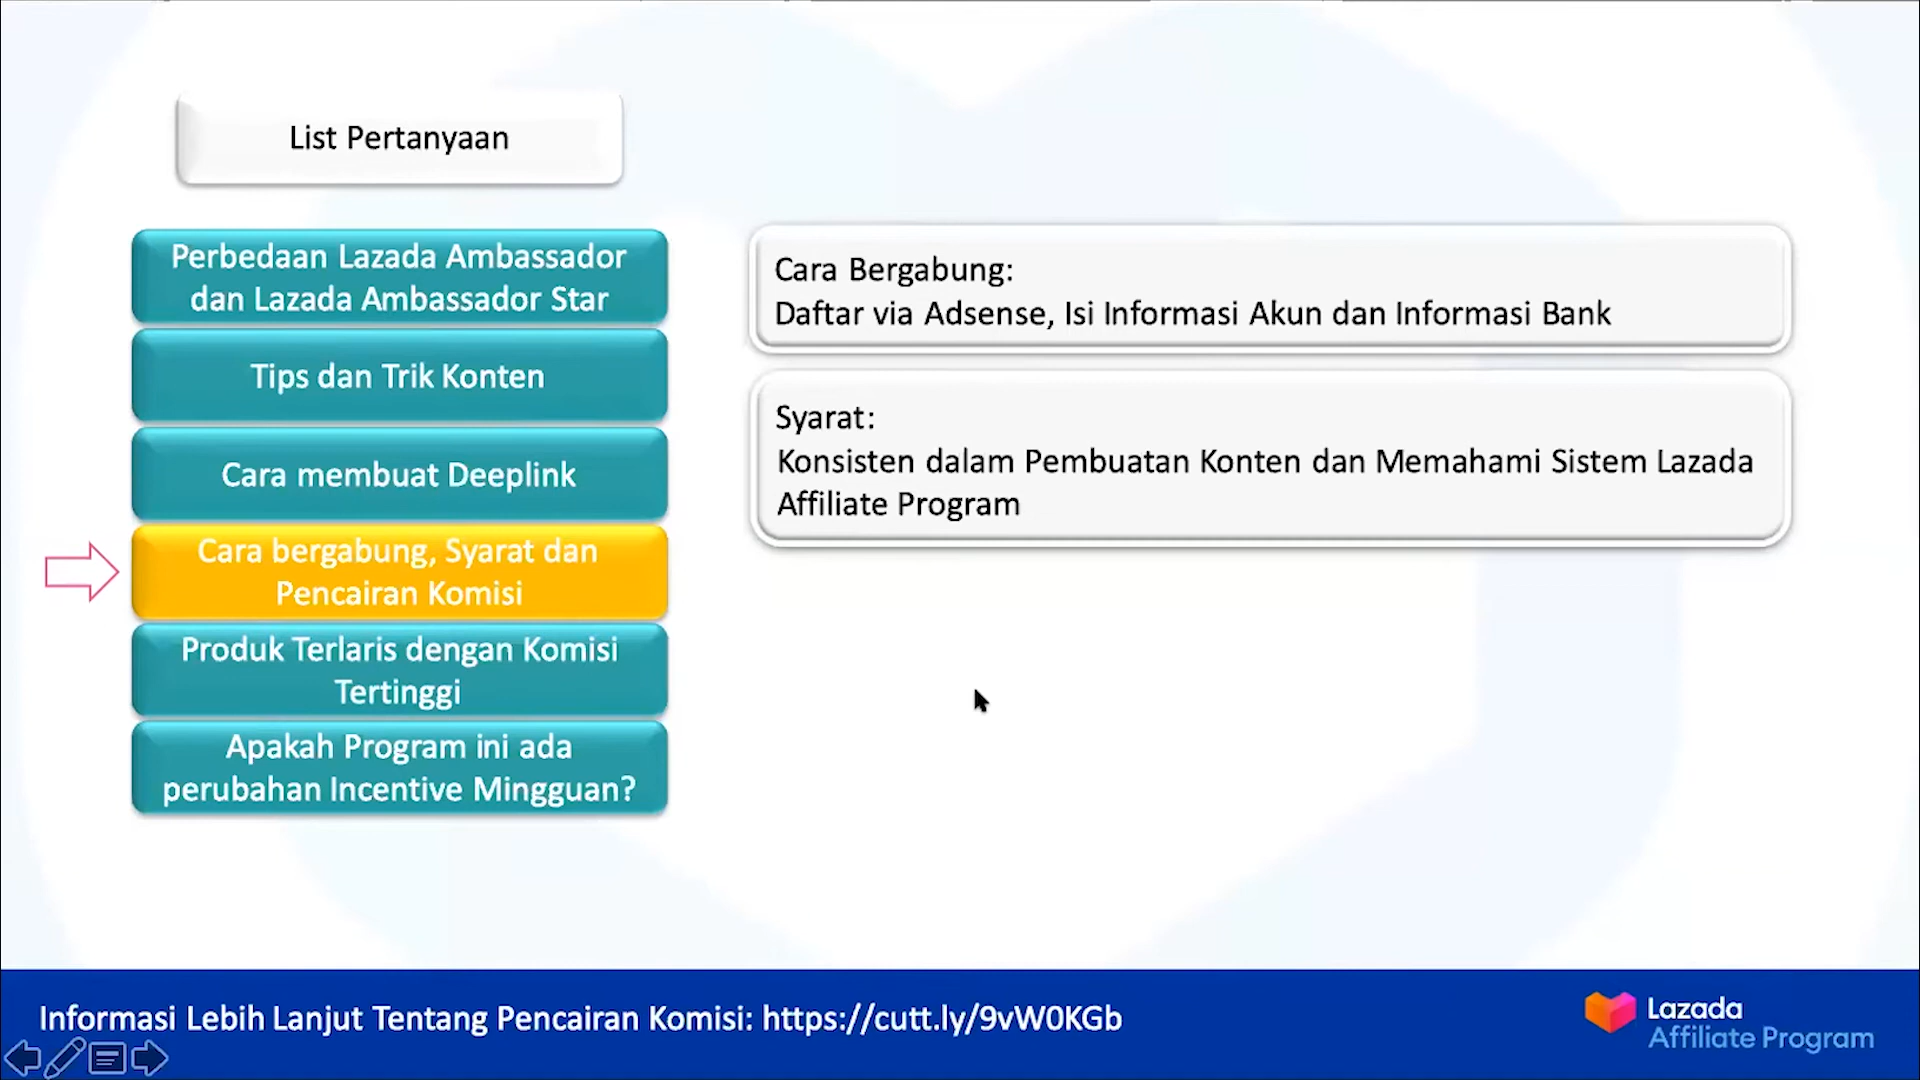 List Pertanyaan
Perbedaan Lazada Ambassador
dan Lazada Ambassador Star
Tips dan Trik Konten
Cara membuat Deeplink
Cara bergabung, Syarat dan
Pencairan Komisi
Produk Terlaris dengan Komisi
Tertinggi
Apakah Program ini ada
perubahan Incentive Mingguan?
Cara Bergabung:
Daftar via Adsense, Isi Informasi Akun dan Informasi Bank
Syarat:
Konsisten dalam Pembuatan Konten dan Memahami Sistem Lazada
Affiliate Program
Informasi Lebih Lanjut Tentang Pencairan Komisi: https://cutt.ly/9vW0KGb
Lazada
Affiliate Program